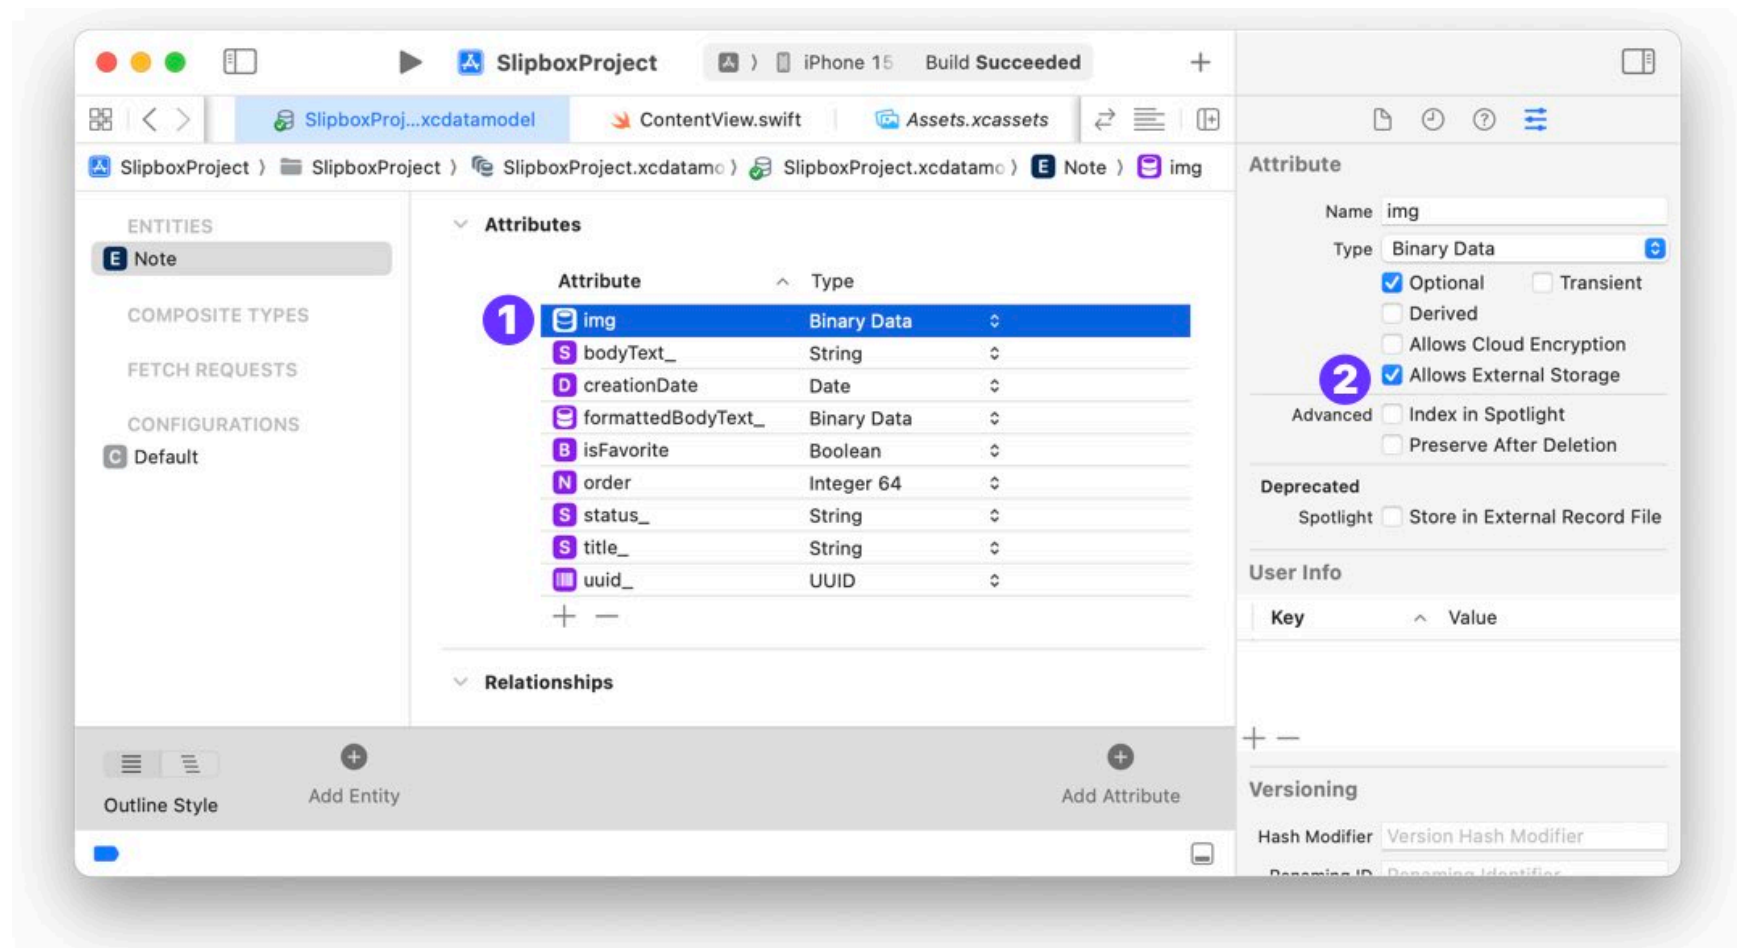 SlipboxProject
iPhone 15
Build Succeeded
SlipboxProj...xcdatamodel
ContentView.swift
Assets.xcassets
SlipboxProject
SlipboxProject
SlipboxProject.xcdatamo
SlipboxProject.xcdatamo
E Note
img
ENTITIES
E Note
COMPOSITE TYPES
FETCH REQUESTS
CONFIGURATIONS
C Default
Attributes
Attribute Type
1 img Binary Data
S bodyText_ String
D creationDate Date
formattedBodyText_ Binary Data
B isFavorite Boolean
N order Integer 64
S status_ String
S title_ String
uuid_ UUID
Relationships
Outline Style
Add Entity
Add Attribute
Attribute
Name img
Type Binary Data
Optional Transient
Derived
Allows Cloud Encryption
2 Allows External Storage
Advanced Index in Spotlight
Preserve After Deletion
Deprecated
Spotlight Store in External Record File
User Info
Key Value
Versioning
Hash Modifier Version Hash Modifier